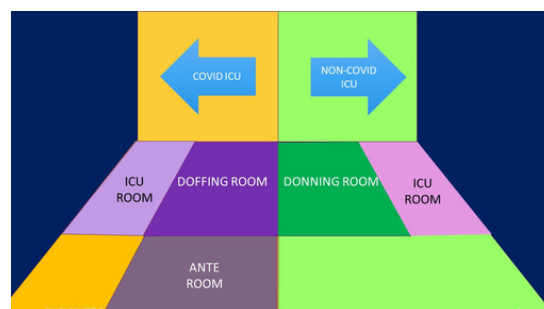 COVID ICU
NON-COVID
ICU
ICU
ROOM
DOFFING ROOM
DONNING ROOM
ICU
ROOM
ANTE
ROOM